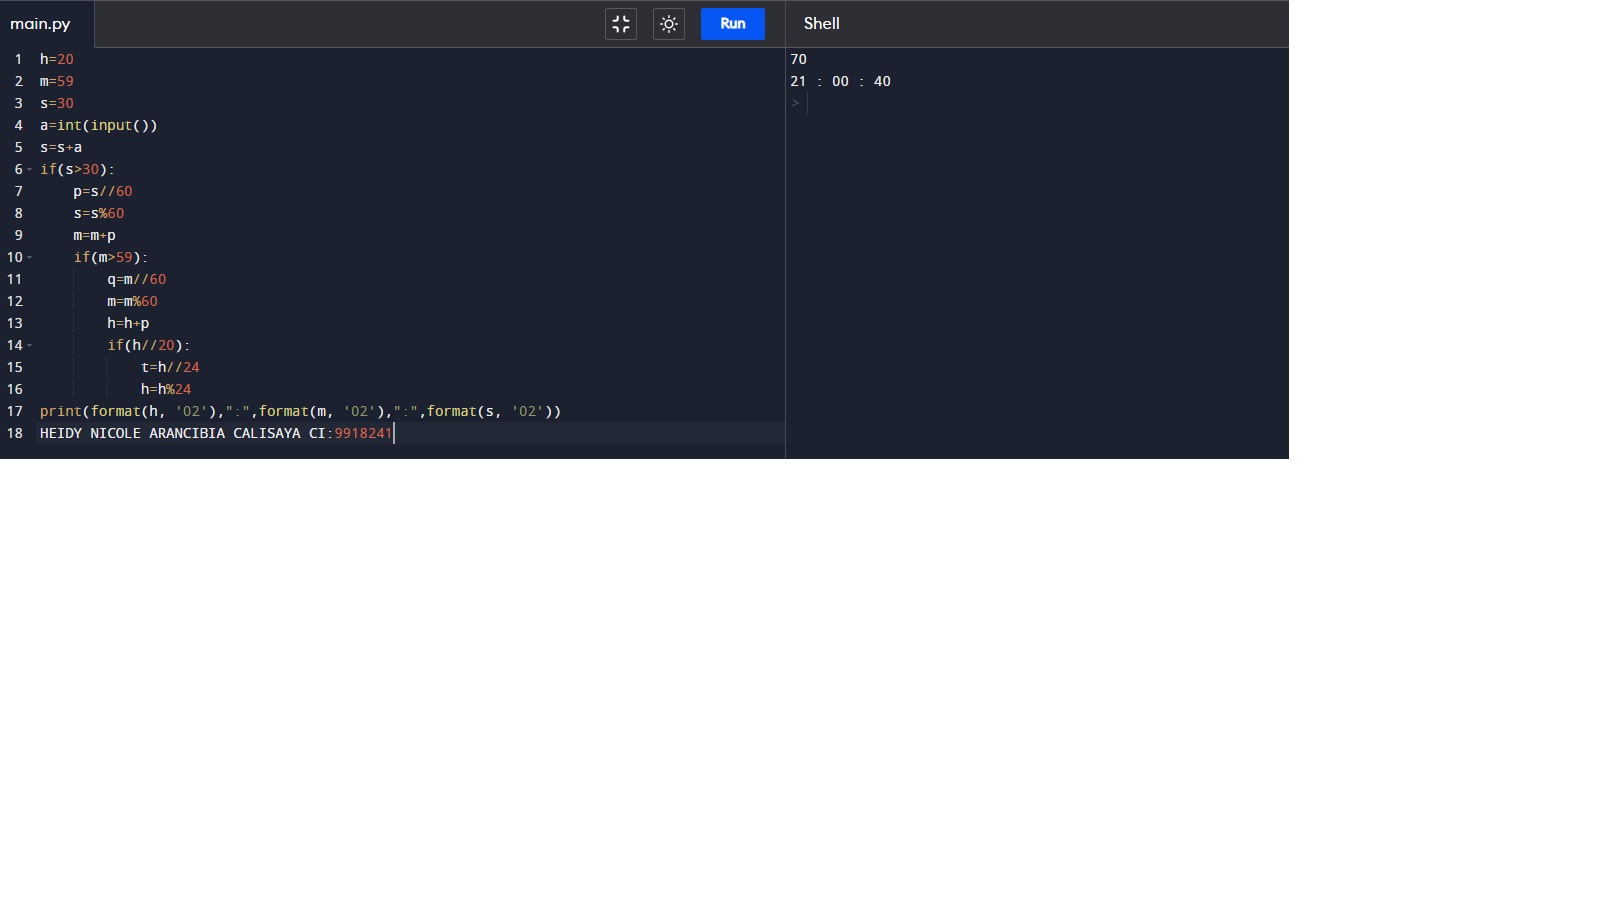 main.py
Run
Shell
1 h=20
2 m=59
3 s=30
4 a=int(input())
5 s=s+a
6 if(s>30):
7     p=s//60
8     s=s%60
9     m=m+p
10     if(m>59):
11         q=m//60
12         m=m%60
13         h=h+p
14         if(h//20):
15             t=h//24
16             h=h%24
17 print(format(h, '02'),":",format(m, '02'),":",format(s, '02'))
18 HEIDY NICOLE ARANCIBIA CALISAYA CI:9918241
70
21 : 00 : 40
>